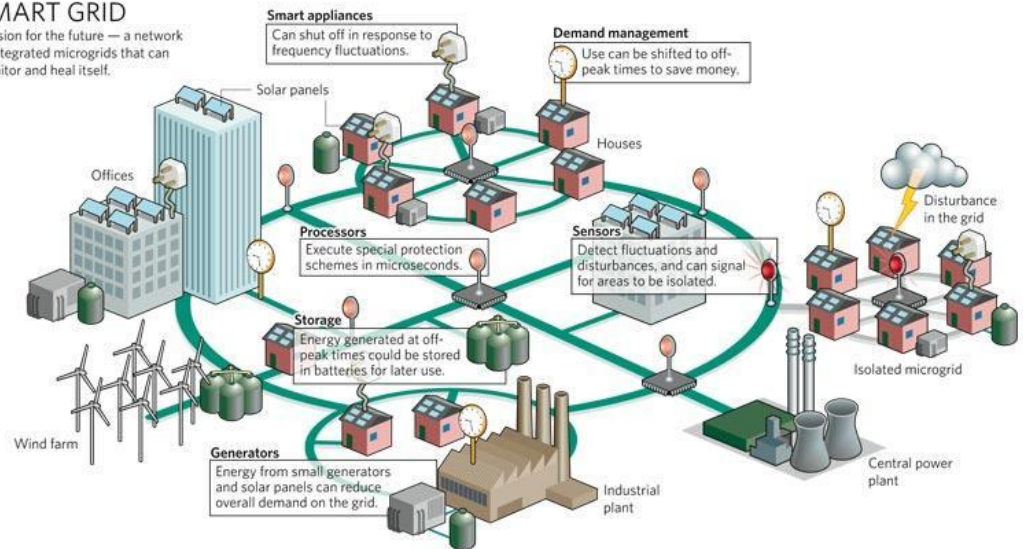 MART GRID
sion for the future — a network
ntegrated microgrids that can
nitor and heal itself.
Smart appliances
Can shut off in response to
frequency fluctuations.
Demand management
Use can be shifted to off-
peak times to save money.
Solar panels
Houses
Offices
Disturbance
in the grid
Processors
Execute special protection
schemes in microseconds.
Sensors
Detect fluctuations and
disturbances, and can signal
for areas to be isolated.
Storage
Energy generated at off-
peak times could be stored
in batteries for later use.
Isolated microgrid
Wind farm
Generators
Energy from small generators
and solar panels can reduce
overall demand on the grid.
Industrial
plant
Central power
plant